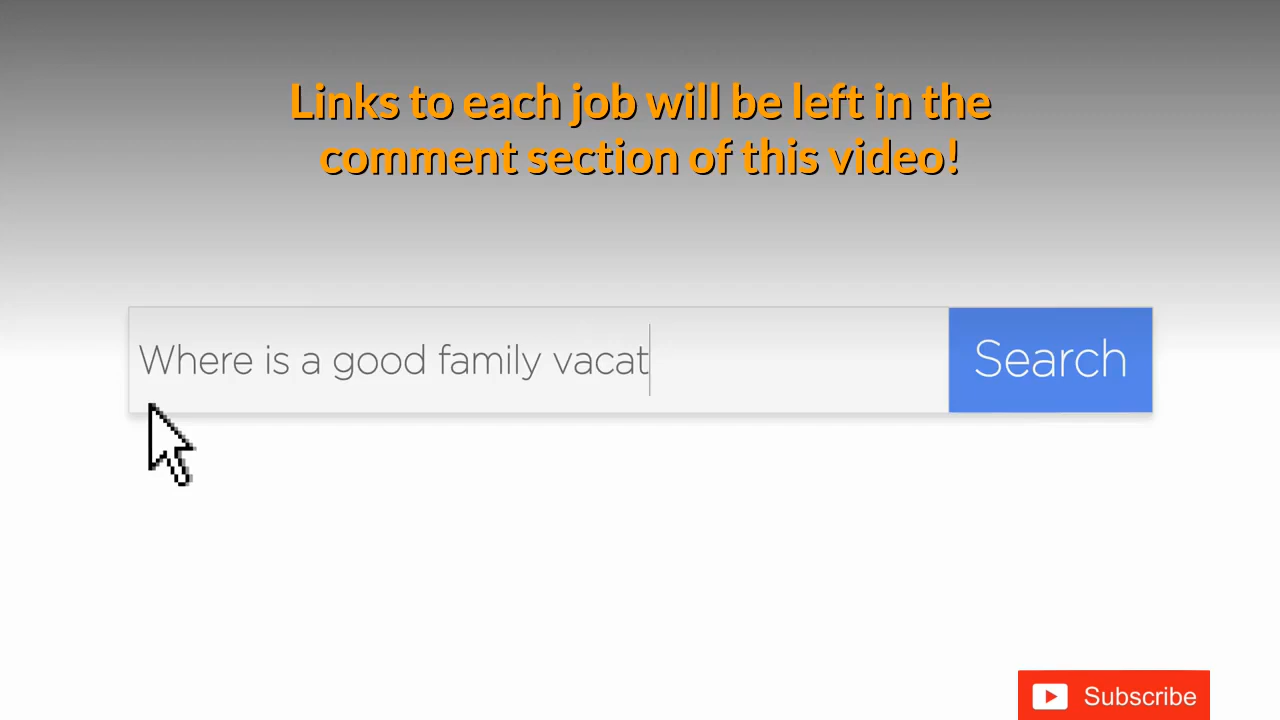 Links to each job will be left in the
comment section of this video!
Where is a good family vacat
Search
Subscribe